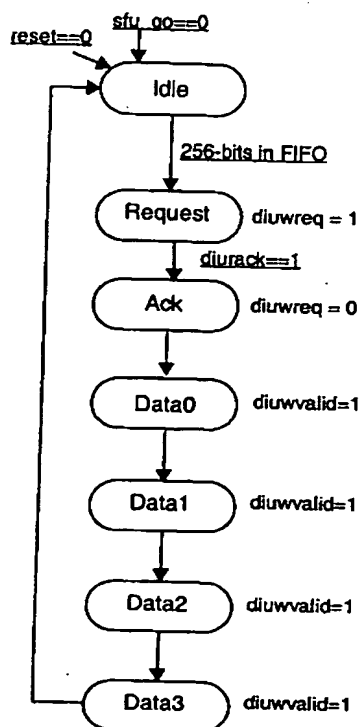 sfu_go==0
reset==0
Idle
256-bits in FIFO
Request diuwreq = 1
diurack==1
Ack diuwreq = 0
Data0 diuwvalid=1
Data1 diuwvalid=1
Data2 diuwvalid=1
Data3 diuwvalid=1